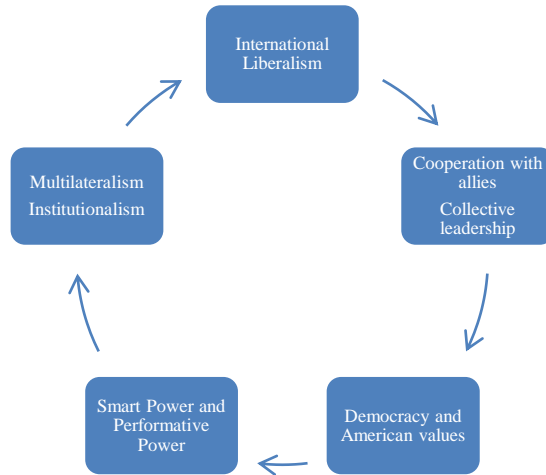 International
Liberalism
Cooperation with
allies
Collective
leadership
Democracy and
American values
Smart Power and
Performative
Power
Multilateralism
Institutionalism